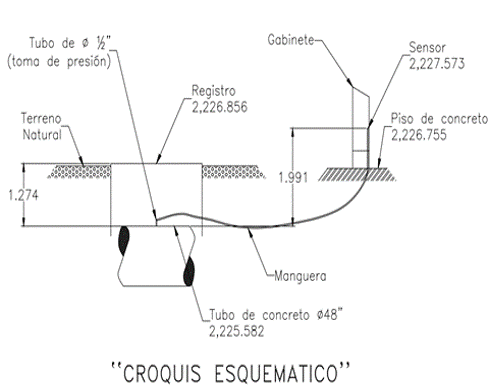 Tubo de ø ½"
(toma de presión)
Gabinete
Sensor
2,227.573
Registro
2,226.856
Terreno
Natural
Piso de concreto
2,226.755
1.274
1.991
Manguera
Tubo de concreto ø48"
2,225.582
"CROQUIS ESQUEMATICO"